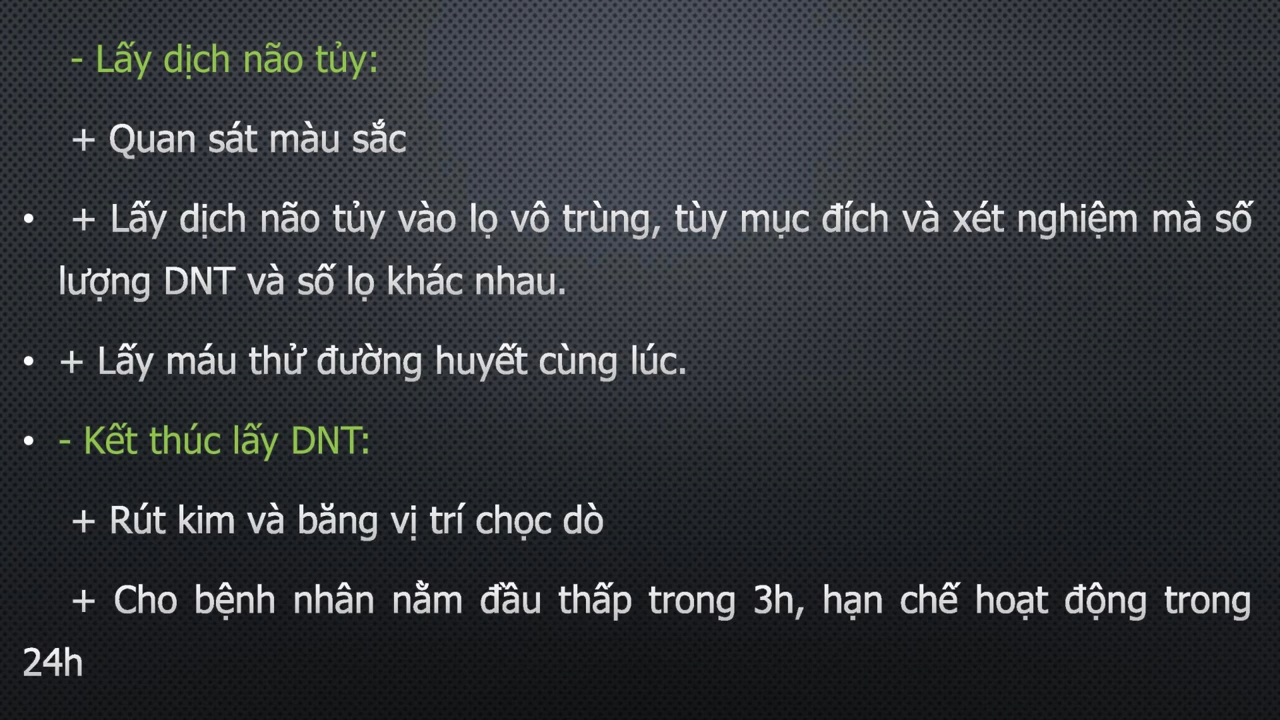 - Lấy dịch não tủy:
+ Quan sát màu sắc
• + Lấy dịch não tủy vào lọ vô trùng, tùy mục đích và xét nghiệm mà số
lượng DNT và số lọ khác nhau.
• + Lấy máu thử đường huyết cùng lúc.
• - Kết thúc lấy DNT:
+ Rút kim và băng vị trí chọc dò
+ Cho bệnh nhân nằm đầu thấp trong 3h, hạn chế hoạt động trong
24h